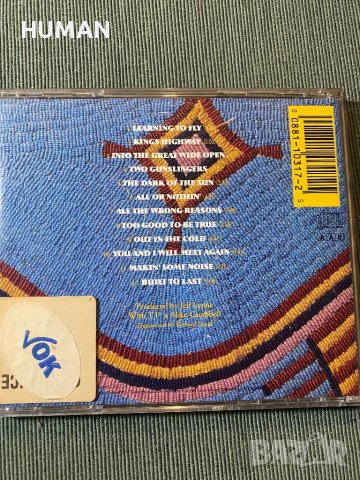 HUMAN
LEARNING TO FLY
KINGS HIGHWAY
INTO THE GREAT WIDE OPEN
TWO GUNSLINGERS
THE DARK OF THE SUN
ALL OR NOTHIN'
ALL THE WRONG REASONS
TOO GOOD TO BE TRUE
OUT IN THE COLD
YOU AND I WILL MEET AGAIN
MAKIN' SOME NOISE
BUILT TO LAST
Produced by Jeff Lynne
With T.P. & Mike Campbell
0 0881-10317-2 5
VOK
BAZAR